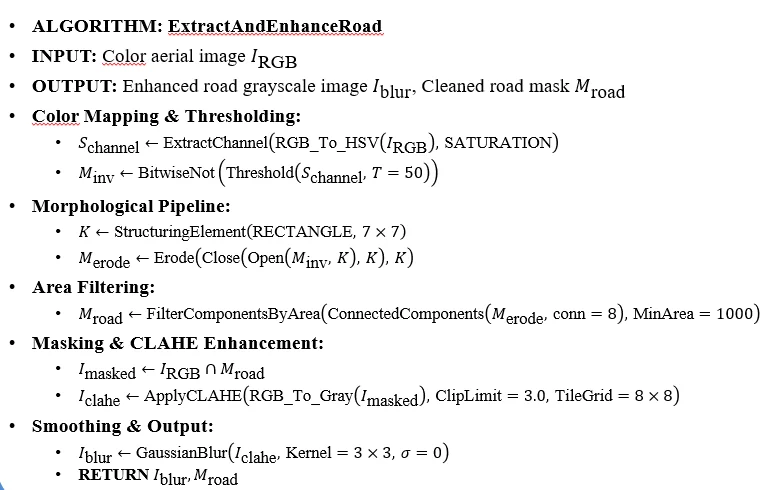 • ALGORITHM: ExtractAndEnhanceRoad
• INPUT: Color aerial image I_RGB
• OUTPUT: Enhanced road grayscale image I_blur, Cleaned road mask M_road
• Color Mapping & Thresholding:
• S_channel ← ExtractChannel(RGB_To_HSV(I_RGB), SATURATION)
• M_inv ← BitwiseNot(Threshold(S_channel, T = 50))
• Morphological Pipeline:
• K ← StructuringElement(RECTANGLE, 7 × 7)
• M_erode ← Erode(Close(Open(M_inv, K), K), K)
• Area Filtering:
• M_road ← FilterComponentsByArea(ConnectedComponents(M_erode, conn = 8), MinArea = 1000)
• Masking & CLAHE Enhancement:
• I_masked ← I_RGB ∩ M_road
• I_clahe ← ApplyCLAHE(RGB_To_Gray(I_masked), ClipLimit = 3.0, TileGrid = 8 × 8)
• Smoothing & Output:
• I_blur ← GaussianBlur(I_clahe, Kernel = 3 × 3, σ = 0)
• RETURN I_blur, M_road